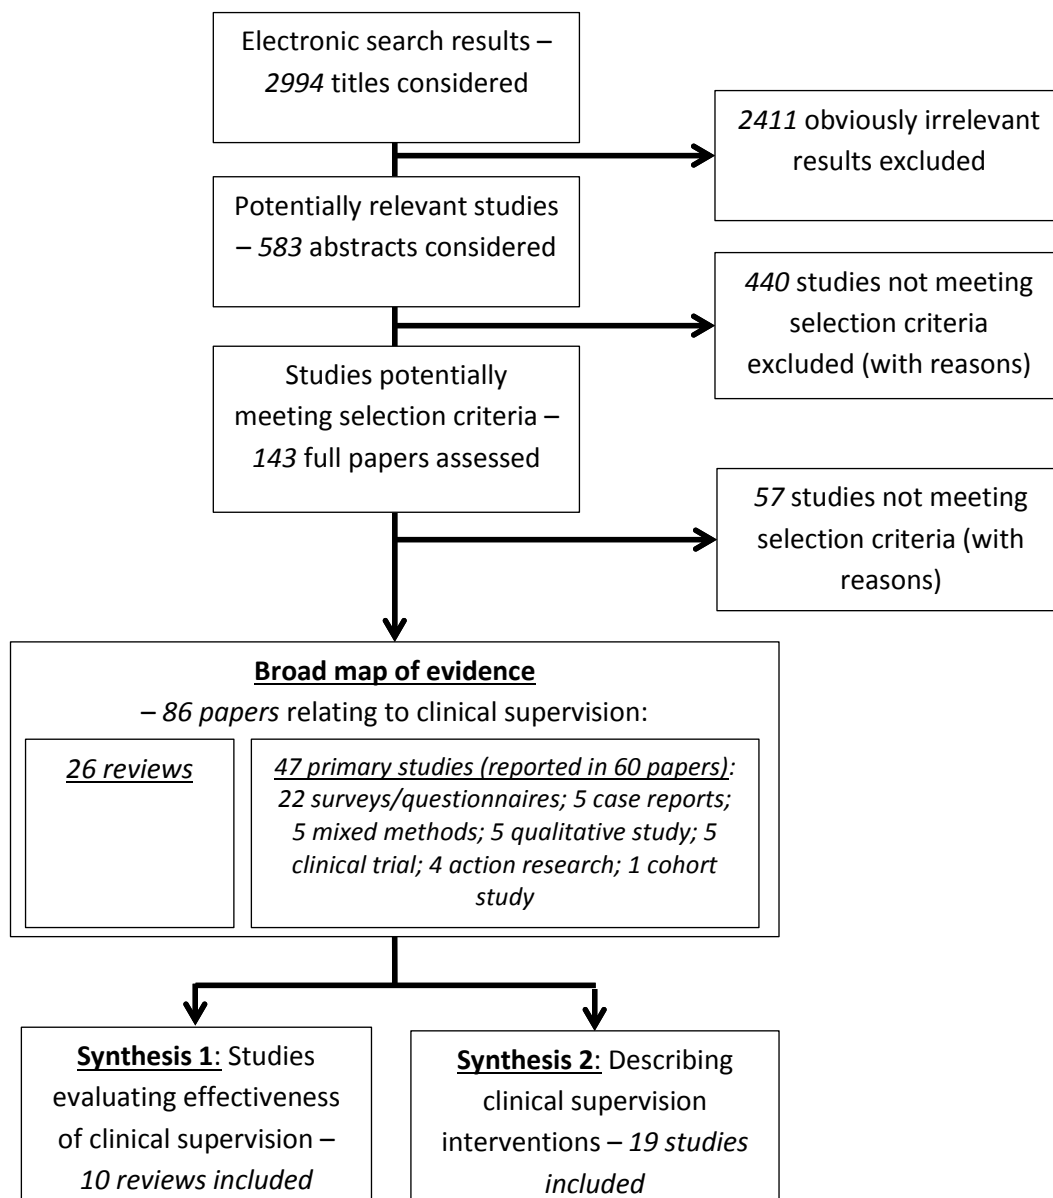 Electronic search results –
2994 titles considered
2411 obviously irrelevant
results excluded
Potentially relevant studies
– 583 abstracts considered
440 studies not meeting
selection criteria
excluded (with reasons)
Studies potentially
meeting selection criteria –
143 full papers assessed
57 studies not meeting
selection criteria (with
reasons)
Broad map of evidence
– 86 papers relating to clinical supervision:
26 reviews
47 primary studies (reported in 60 papers):
22 surveys/questionnaires; 5 case reports;
5 mixed methods; 5 qualitative study; 5
clinical trial; 4 action research; 1 cohort
study
Synthesis 1: Studies
evaluating effectiveness
of clinical supervision –
10 reviews included
Synthesis 2: Describing
clinical supervision
interventions – 19 studies
included